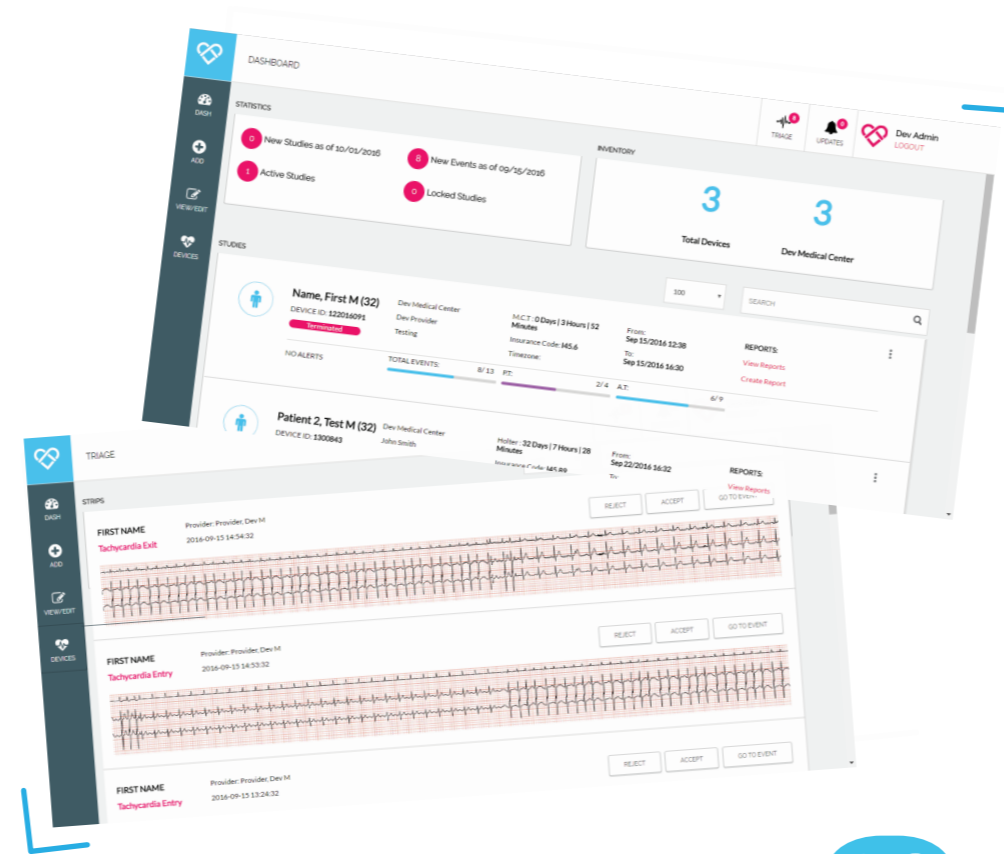 DASHBOARD
TRIAGE
8
UPDATES
0
Dev Admin
LOGOUT
DASH
ADD
VIEW/EDIT
DEVICES
STATISTICS
0 New Studies as of 10/01/2016
8 New Events as of 09/15/2016
1 Active Studies
0 Locked Studies
INVENTORY
3
Total Devices
3
Dev Medical Center
STUDIES
100
SEARCH
Name, First M (32)
DEVICE ID: 122016091
Terminated
Dev Medical Center
Dev Provider
Testing
M.C.T : 0 Days | 3 Hours | 52
Minutes
Insurance Code: I45.6
Timezone:
From:
Sep 15/2016 12:38
To:
Sep 15/2016 16:30
REPORTS:
View Reports
Create Report
NO ALERTS
TOTAL EVENTS: 8/ 13
P.T: 2/ 4
A.T: 6/ 9
Patient 2, Test M (32)
DEVICE ID: 1300843
Dev Medical Center
John Smith
Holter : 32 Days | 7 Hours | 28
Minutes
Insurance Code: I45.89
From:
Sep 22/2016 16:32
To:
REPORTS:
View Reports
TRIAGE
DASH
ADD
VIEW/EDIT
DEVICES
STRIPS
FIRST NAME
Tachycardia Exit
Provider: Provider, Dev M
2016-09-15 14:54:32
REJECT
ACCEPT
GO TO EVENT
FIRST NAME
Tachycardia Entry
Provider: Provider, Dev M
2016-09-15 14:53:32
REJECT
ACCEPT
GO TO EVENT
FIRST NAME
Tachycardia Entry
Provider: Provider, Dev M
2016-09-15 13:24:32
REJECT
ACCEPT
GO TO EVENT